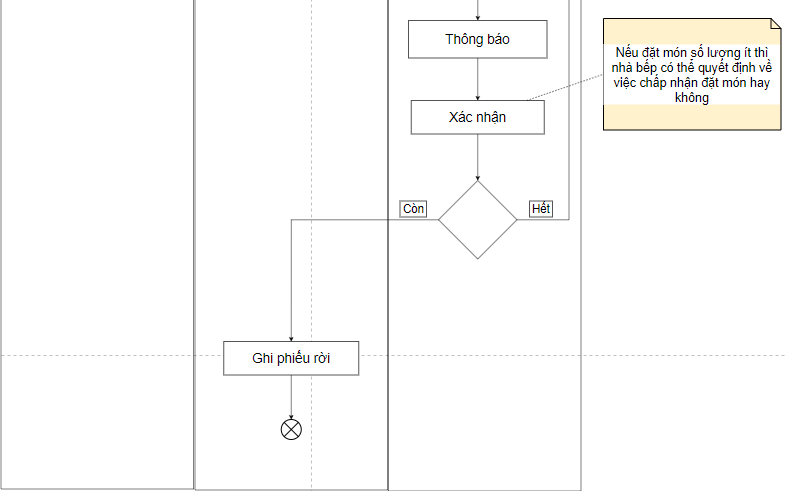 Thông báo
Nếu đặt món số lượng ít thì
nhà bếp có thể quyết định về
việc chấp nhận đặt món hay
không
Xác nhận
Còn
Hết
Ghi phiếu rời